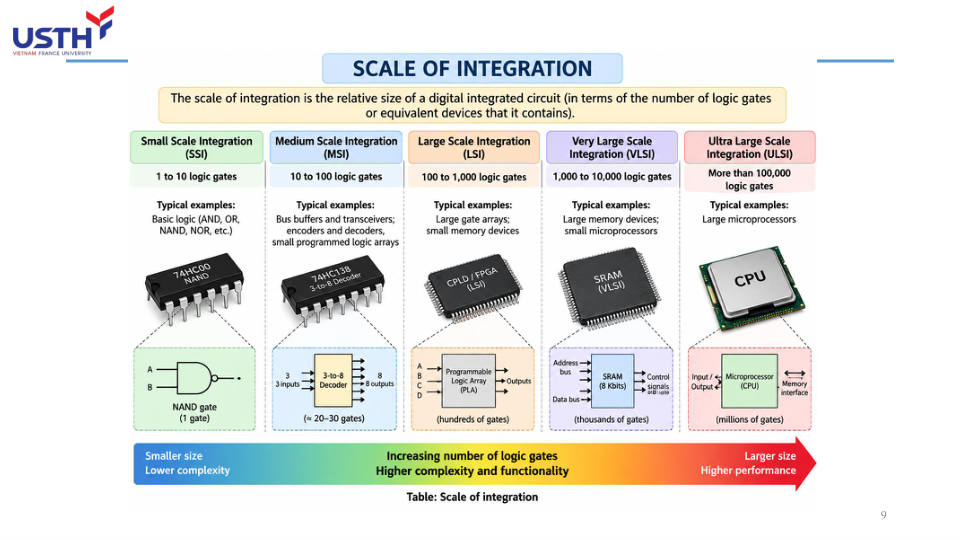 USTH
VIETNAM FRANCE UNIVERSITY
SCALE OF INTEGRATION
The scale of integration is the relative size of a digital integrated circuit (in terms of the number of logic gates
or equivalent devices that it contains).
Small Scale Integration
(SSI)
1 to 10 logic gates
Typical examples:
Basic logic (AND, OR,
NAND, NOR, etc.)
74HC00
NAND
A
B
NAND gate
(1 gate)
Medium Scale Integration
(MSI)
10 to 100 logic gates
Typical examples:
Bus buffers and transceivers;
encoders and decoders,
small programmed logic arrays
74HC138
3-to-8 Decoder
3
3 inputs
3-to-8
Decoder
8
8 outputs
(≈ 20–30 gates)
Large Scale Integration
(LSI)
100 to 1,000 logic gates
Typical examples:
Large gate arrays;
small memory devices
CPLD / FPGA
(LSI)
A
B
C
D
Programmable
Logic Array
(PLA)
Outputs
(hundreds of gates)
Very Large Scale
Integration (VLSI)
1,000 to 10,000 logic gates
Typical examples:
Large memory devices;
small microprocessors
SRAM
(VLSI)
Address
bus
Data bus
SRAM
(8 Kbits)
Control
signals
(thousands of gates)
Ultra Large Scale
Integration (ULSI)
More than 100,000
logic gates
Typical examples:
Large microprocessors
CPU
Input /
Output
Microprocessor
(CPU)
Memory
interface
(millions of gates)
Smaller size
Lower complexity
Increasing number of logic gates
Higher complexity and functionality
Larger size
Higher performance
Table: Scale of integration
9